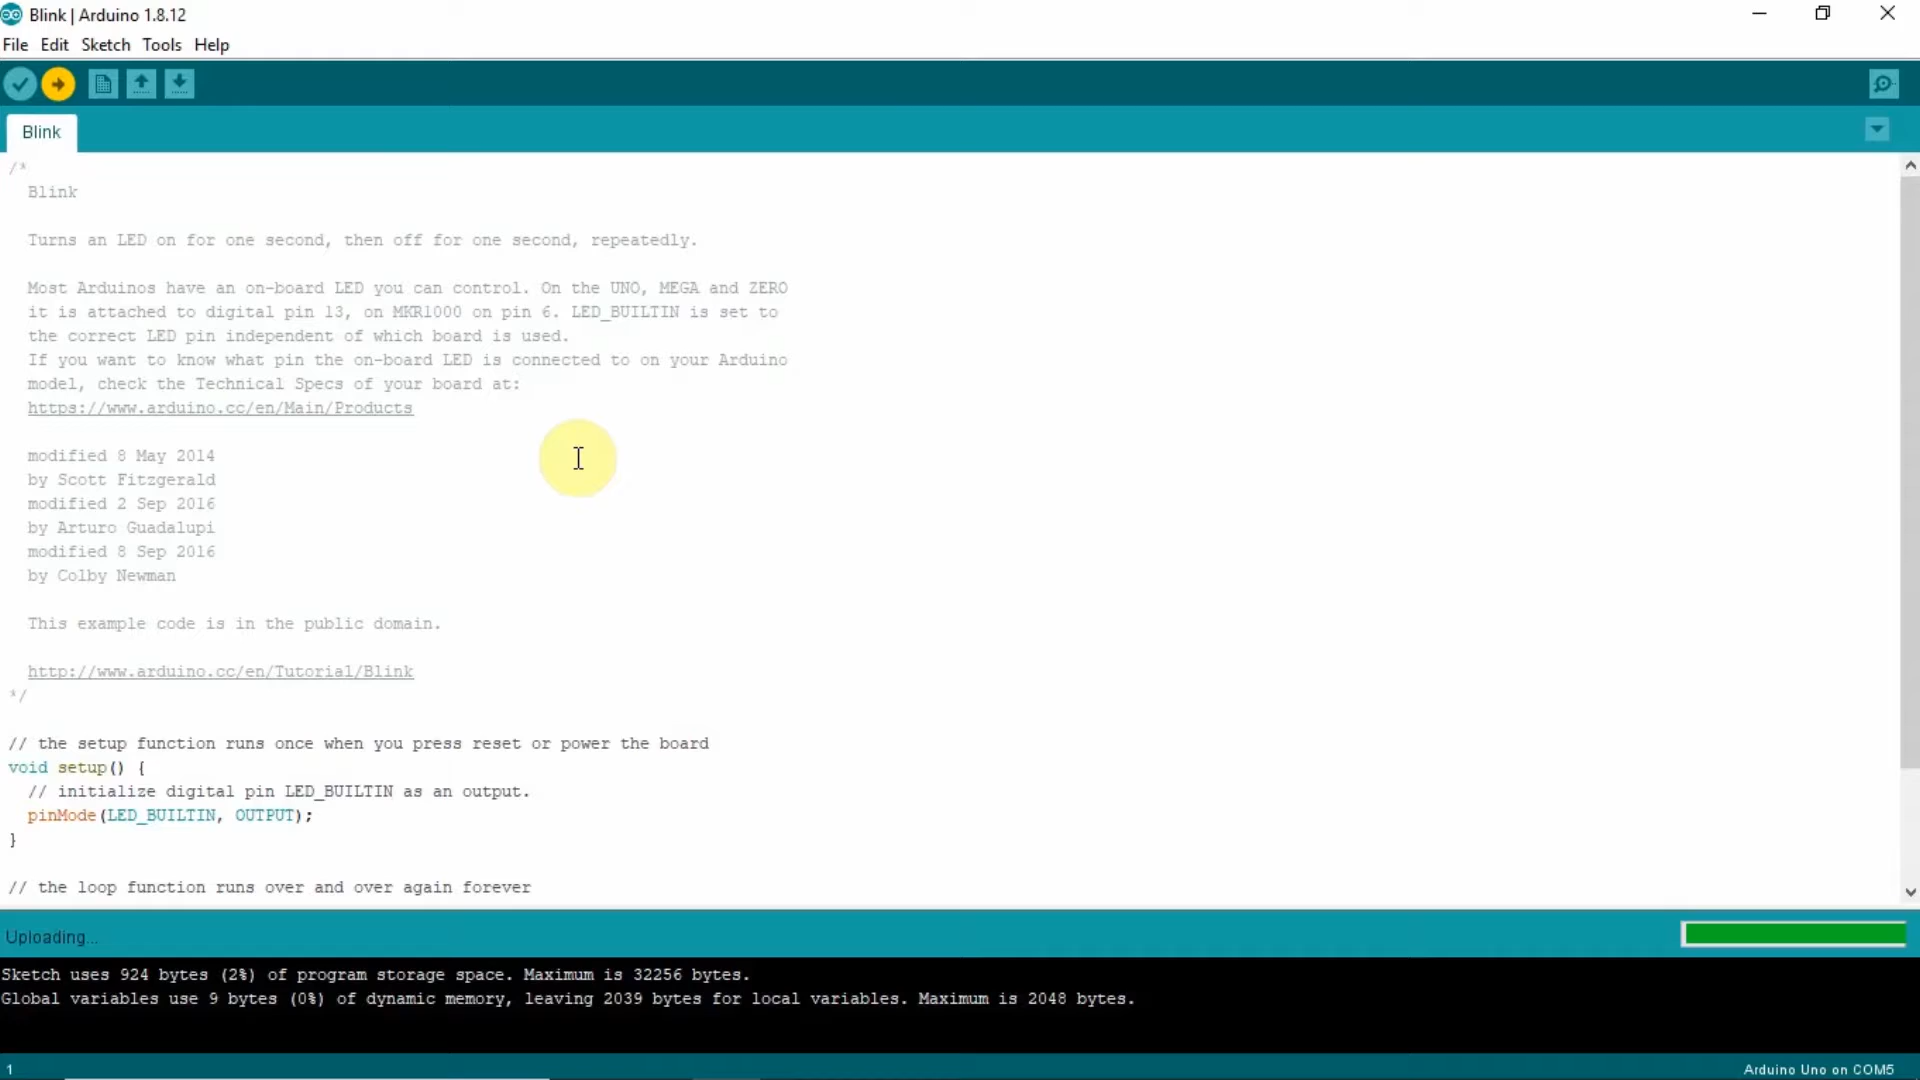 Blink | Arduino 1.8.12
File Edit Sketch Tools Help
Blink
/*
Blink
Turns an LED on for one second, then off for one second, repeatedly.
Most Arduinos have an on-board LED you can control. On the UNO, MEGA and ZERO
it is attached to digital pin 13, on MKR1000 on pin 6. LED_BUILTIN is set to
the correct LED pin independent of which board is used.
If you want to know what pin the on-board LED is connected to on your Arduino
model, check the Technical Specs of your board at:
https://www.arduino.cc/en/Main/Products
modified 8 May 2014
by Scott Fitzgerald
modified 2 Sep 2016
by Arturo Guadalupi
modified 8 Sep 2016
by Colby Newman
This example code is in the public domain.
http://www.arduino.cc/en/Tutorial/Blink
*/
// the setup function runs once when you press reset or power the board
void setup() {
// initialize digital pin LED_BUILTIN as an output.
pinMode(LED_BUILTIN, OUTPUT);
}
// the loop function runs over and over again forever
Uploading...
Sketch uses 924 bytes (2%) of program storage space. Maximum is 32256 bytes.
Global variables use 9 bytes (0%) of dynamic memory, leaving 2039 bytes for local variables. Maximum is 2048 bytes.
1
Arduino Uno on COM5